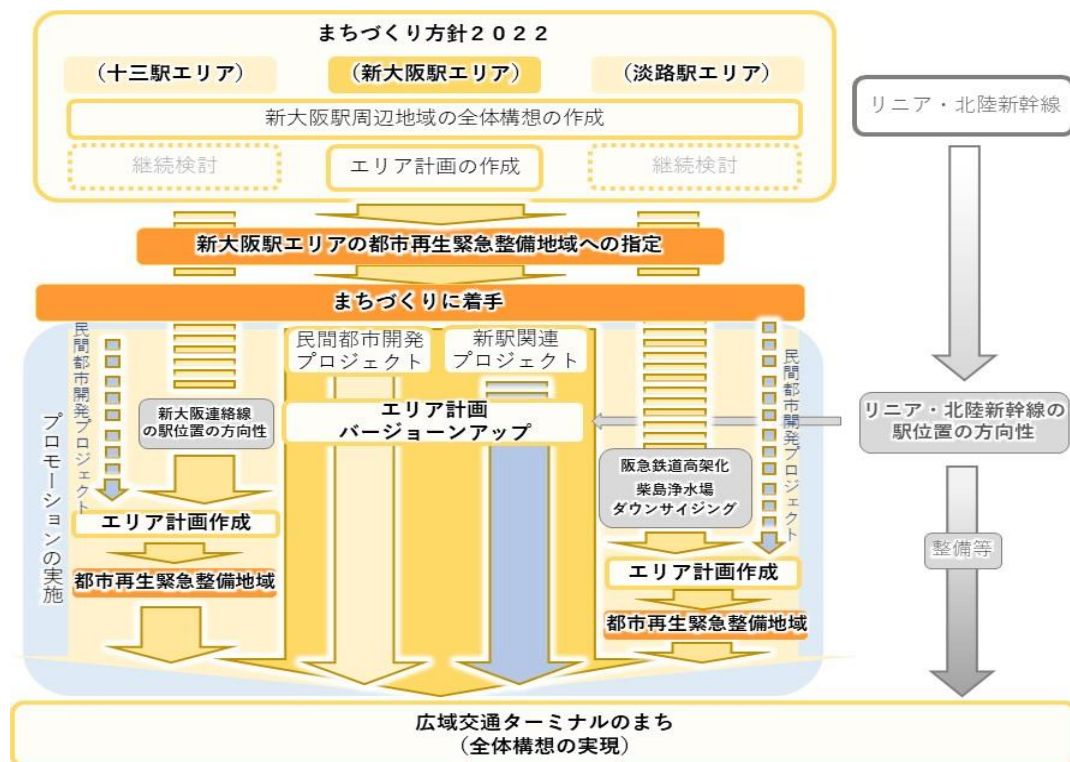 まちづくり方針2022
(十三駅エリア)
(新大阪駅エリア)
(淡路駅エリア)
新大阪駅周辺地域の全体構想の作成
継続検討
エリア計画の作成
継続検討
リニア・北陸新幹線
新大阪駅エリアの都市再生緊急整備地域への指定
まちづくりに着手
プロモーションの実施
民間都市開発プロジェクト
新大阪連絡線
の駅位置の方向性
エリア計画作成
都市再生緊急整備地域
民間都市開発
プロジェクト
新駅関連
プロジェクト
エリア計画
バージョーンアップ
阪急鉄道高架化
柴島浄水場
ダウンサイジング
エリア計画作成
都市再生緊急整備地域
民間都市開発プロジェクト
リニア・北陸新幹線の
駅位置の方向性
整備等
広域交通ターミナルのまち
(全体構想の実現)